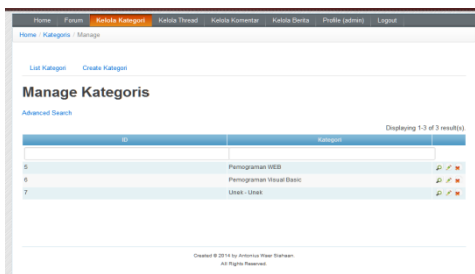 Home Forum Kelola Kategori Kelola Thread Kelola Komentar Kelola Berita Profile (admin) Logout
Home / Kategoris / Manage
List Kategori Create Kategori
Manage Kategoris
Advanced Search
Displaying 1-3 of 3 result(s).
ID Kategori
5 Pemograman WEB
6 Pemograman Visual Basic
7 Unek - Unek
Created © 2014 by Antonius Wear
All Rights Reserved.